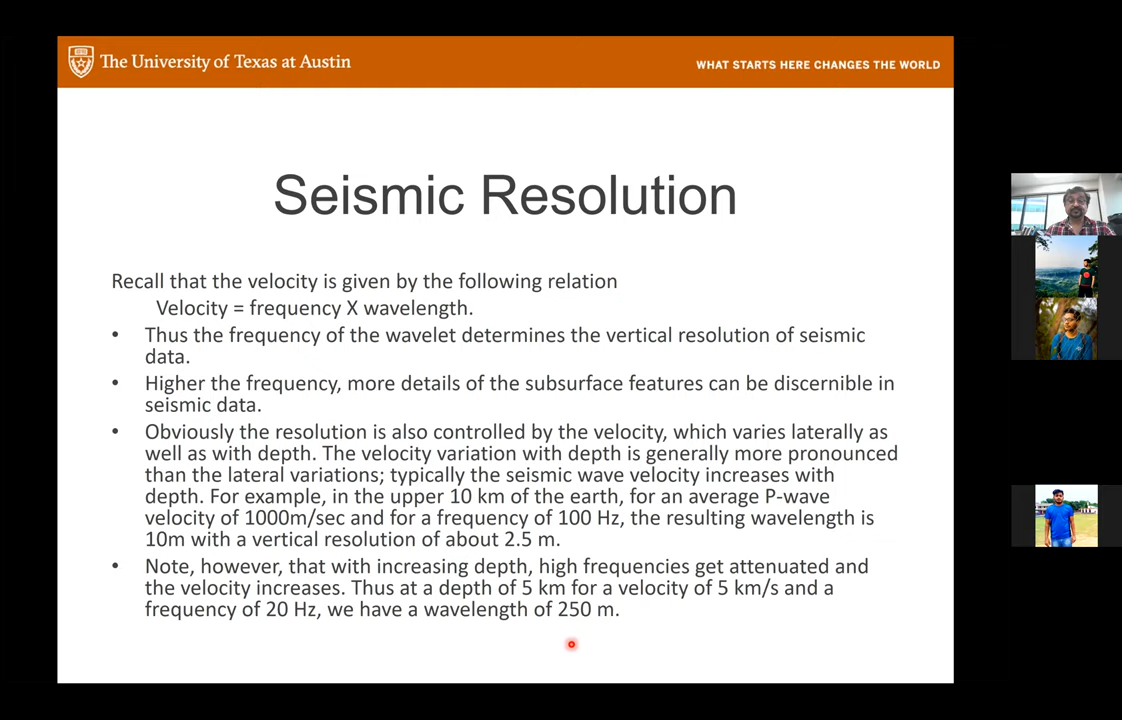 The University of Texas at Austin
WHAT STARTS HERE CHANGES THE WORLD
Seismic Resolution
Recall that the velocity is given by the following relation
Velocity = frequency X wavelength.
• Thus the frequency of the wavelet determines the vertical resolution of seismic
data.
• Higher the frequency, more details of the subsurface features can be discernible in
seismic data.
• Obviously the resolution is also controlled by the velocity, which varies laterally as
well as with depth. The velocity variation with depth is generally more pronounced
than the lateral variations; typically the seismic wave velocity increases with
depth. For example, in the upper 10 km of the earth, for an average P-wave
velocity of 1000m/sec and for a frequency of 100 Hz, the resulting wavelength is
10m with a vertical resolution of about 2.5 m.
• Note, however, that with increasing depth, high frequencies get attenuated and
the velocity increases. Thus at a depth of 5 km for a velocity of 5 km/s and a
frequency of 20 Hz, we have a wavelength of 250 m.